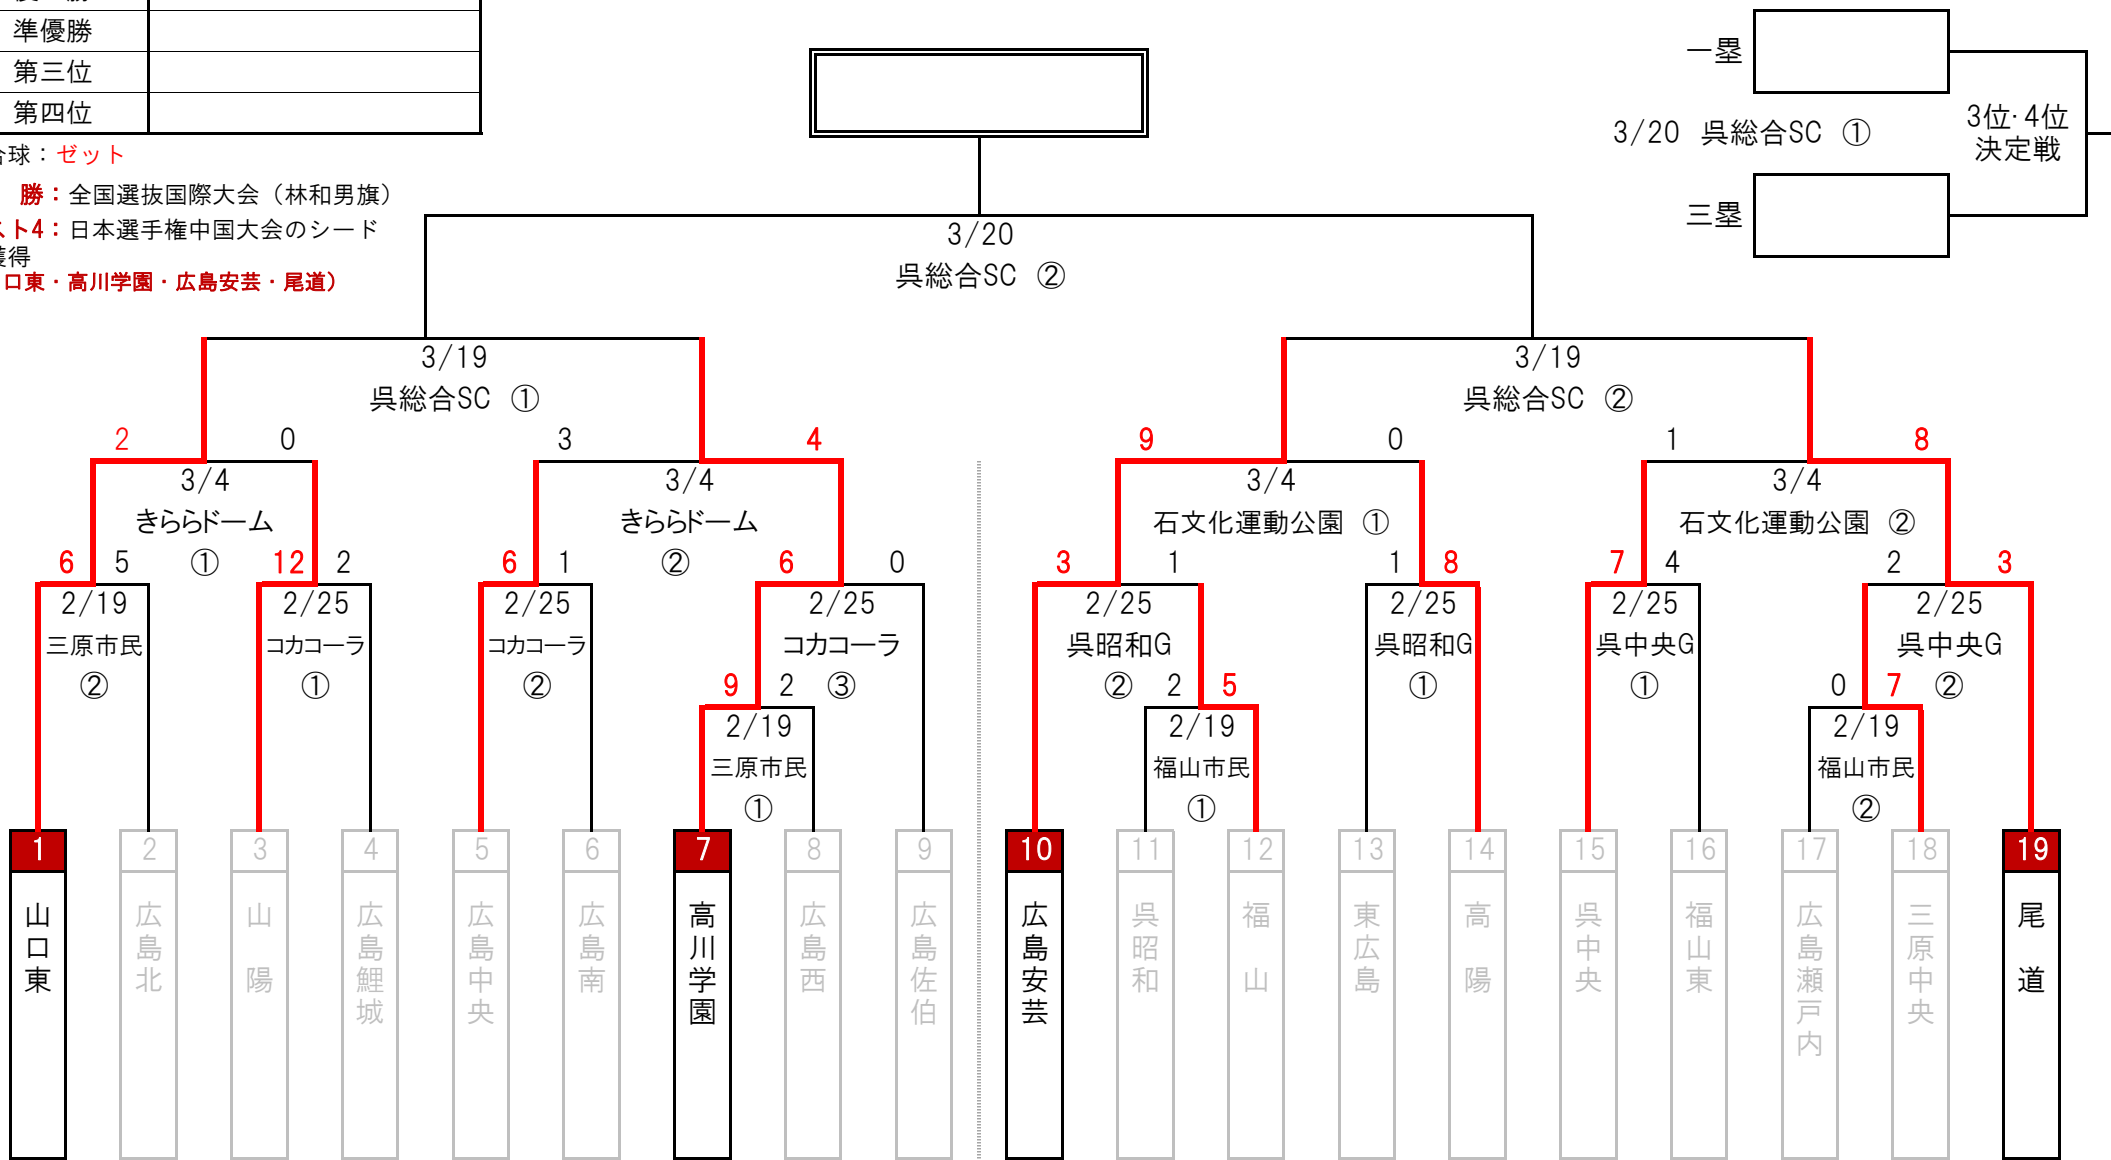 準優勝
第三位
第四位
合球：ゼット
勝：全国選抜国際大会（林和男旗）
スト4：日本選手権中国大会のシード
獲得
口東・高川学園・広島安芸・尾道）
一塁
3/20 呉総合SC ①
3位・4位
決定戦
三塁
3/20
呉総合SC ②
3/19
呉総合SC ①
3/19
呉総合SC ②
2 0 3 4 9 0 1 8
3/4 3/4 3/4 3/4
きららドーム きららドーム 石文化運動公園 ① 石文化運動公園 ②
① ②
6 5 12 2 6 1 6 0 3 1 1 8 7 4 2 3
2/19 2/25 2/25 2/25 2/25 2/25 2/25 2/25
三原市民 コカコーラ コカコーラ コカコーラ 呉昭和G 呉昭和G 呉中央G 呉中央G
② ① ② ③ ② ① ① ②
9 2 2 5 0 7
2/19 2/19 2/19
三原市民 福山市民 福山市民
① ① ②
1 2 3 4 5 6 7 8 9 10 11 12 13 14 15 16 17 18 19
山口東
広島北
山陽
広島鯉城
広島中央
広島南
高川学園
広島西
広島佐伯
広島安芸
呉昭和
福山
東広島
高陽
呉中央
福山東
広島瀬戸内
三原中央
尾道